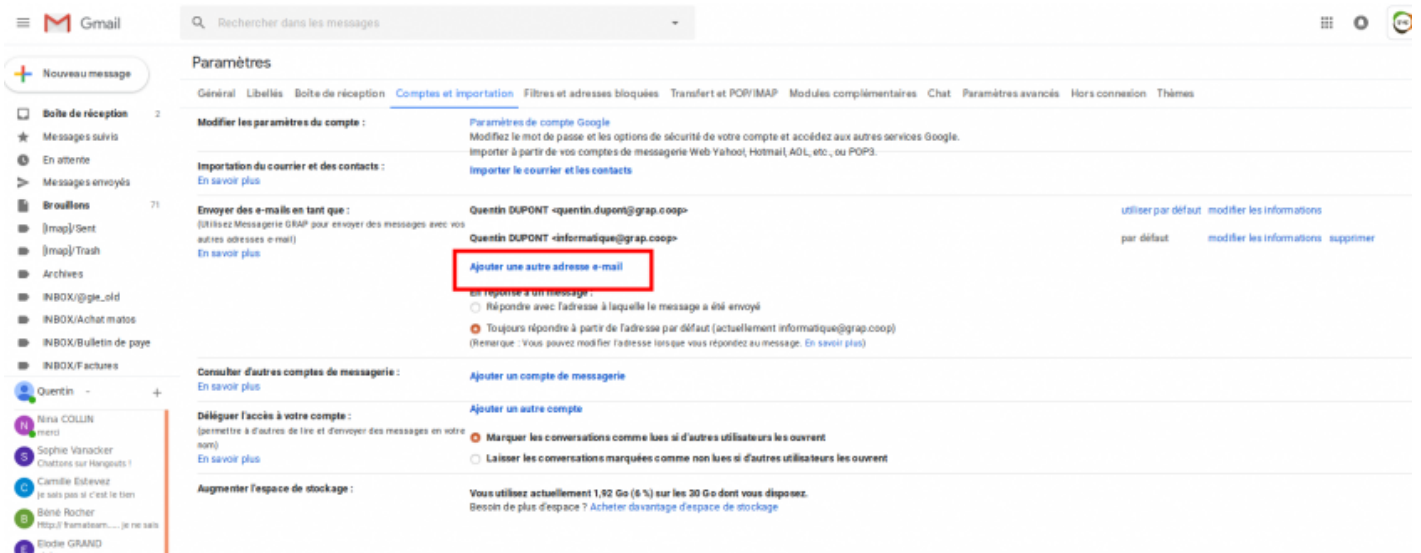 Gmail
Rechercher dans les messages
Nouveau message
Boîte de réception 2
Messages suivis
En attente
Messages envoyés
Brouillons 71
[Imap]/Sent
[Imap]/Trash
Archives
INBOX/@gie_old
INBOX/Achat matos
INBOX/Bulletin de paye
INBOX/Factures
Quentin
Nina COLLIN
merci
Sophie Vanacker
Chattons sur Hangouts !
Camille Estevez
je sais pas si c'est le bien
Béné Rocher
Http:// framateam..... je ne sais
Elodie GRAND
Paramètres
Général Libellés Boîte de réception Comptes et importation Filtres et adresses bloquées Transfert et POP/IMAP Modules complémentaires Chat Paramètres avancés Hors connexion Thèmes
Modifier les paramètres du compte :
Paramètres de compte Google
Modifiez le mot de passe et les options de sécurité de votre compte et accédez aux autres services Google.
Importer à partir de vos comptes de messagerie Web Yahoo!, Hotmail, AOL, etc., ou POP3.
Importation du courrier et des contacts :
En savoir plus
Importer le courrier et les contacts
Envoyer des e-mails en tant que :
(Utilisez Messagerie GRAP pour envoyer des messages avec vos
autres adresses e-mail)
En savoir plus
Quentin DUPONT <quentin.dupont@grap.coop> utiliser par défaut modifier les informations
Quentin DUPONT <informatique@grap.coop> par défaut modifier les informations supprimer
Ajouter une autre adresse e-mail
En réponse à un message :
Répondre avec l'adresse à laquelle le message a été envoyé
Toujours répondre à partir de l'adresse par défaut (actuellement informatique@grap.coop)
(Remarque : Vous pouvez modifier l'adresse lorsque vous répondez au message. En savoir plus)
Consulter d'autres comptes de messagerie :
En savoir plus
Ajouter un compte de messagerie
Déléguer l'accès à votre compte :
(permettre à d'autres de lire et d'envoyer des messages en votre
nom)
En savoir plus
Ajouter un autre compte
Marquer les conversations comme lues si d'autres utilisateurs les ouvrent
Laisser les conversations marquées comme non lues si d'autres utilisateurs les ouvrent
Augmenter l'espace de stockage :
Vous utilisez actuellement 1,92 Go (6 %) sur les 30 Go dont vous disposez.
Besoin de plus d'espace ? Acheter davantage d'espace de stockage